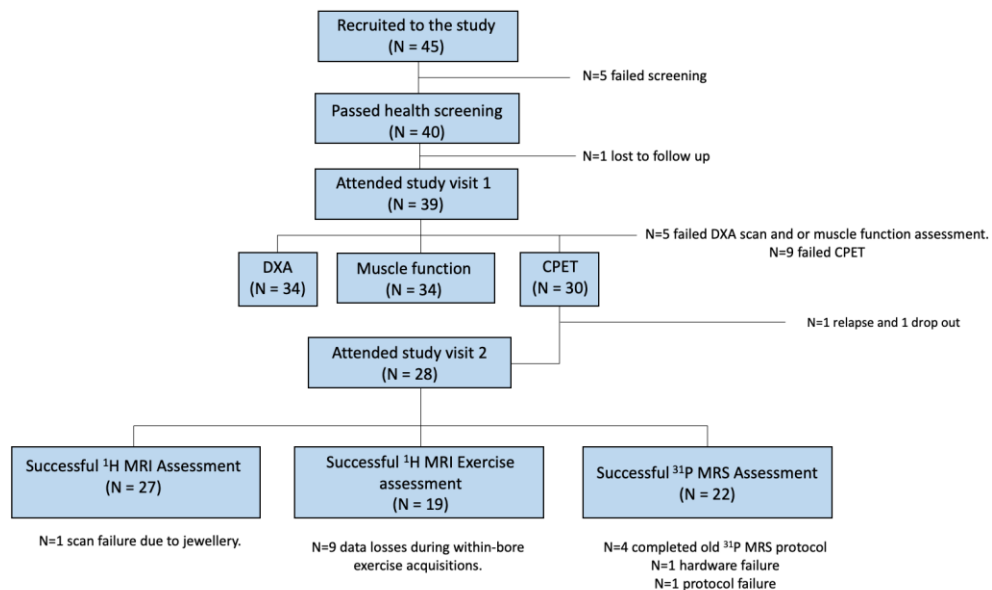 Recruited to the study
(N = 45)
N=5 failed screening
Passed health screening
(N = 40)
N=1 lost to follow up
Attended study visit 1
(N = 39)
N=5 failed DXA scan and or muscle function assessment.
N=9 failed CPET
DXA
(N = 34)
Muscle function
(N = 34)
CPET
(N = 30)
N=1 relapse and 1 drop out
Attended study visit 2
(N = 28)
Successful ¹H MRI Assessment
(N = 27)
Successful ¹H MRI Exercise
assessment
(N = 19)
Successful ³¹P MRS Assessment
(N = 22)
N=1 scan failure due to jewellery.
N=9 data losses during within-bore
exercise acquisitions.
N=4 completed old ³¹P MRS protocol
N=1 hardware failure
N=1 protocol failure